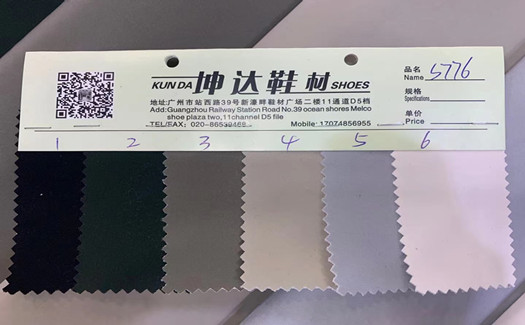 KUN DA 坤达鞋材 SHOES
地址:广州市站西路39号新濠畔鞋材广场二楼11通道D5档
Add:Guangzhou Railway Station Road No.39 ocean shores Melco
shoe plaza two,11channel D5 file
TEL/FAX: 020-86539468 Mobile: 17074856955
品名
Name 5776
规格
Specifications
单价
Price
1 2 3 4 5 6